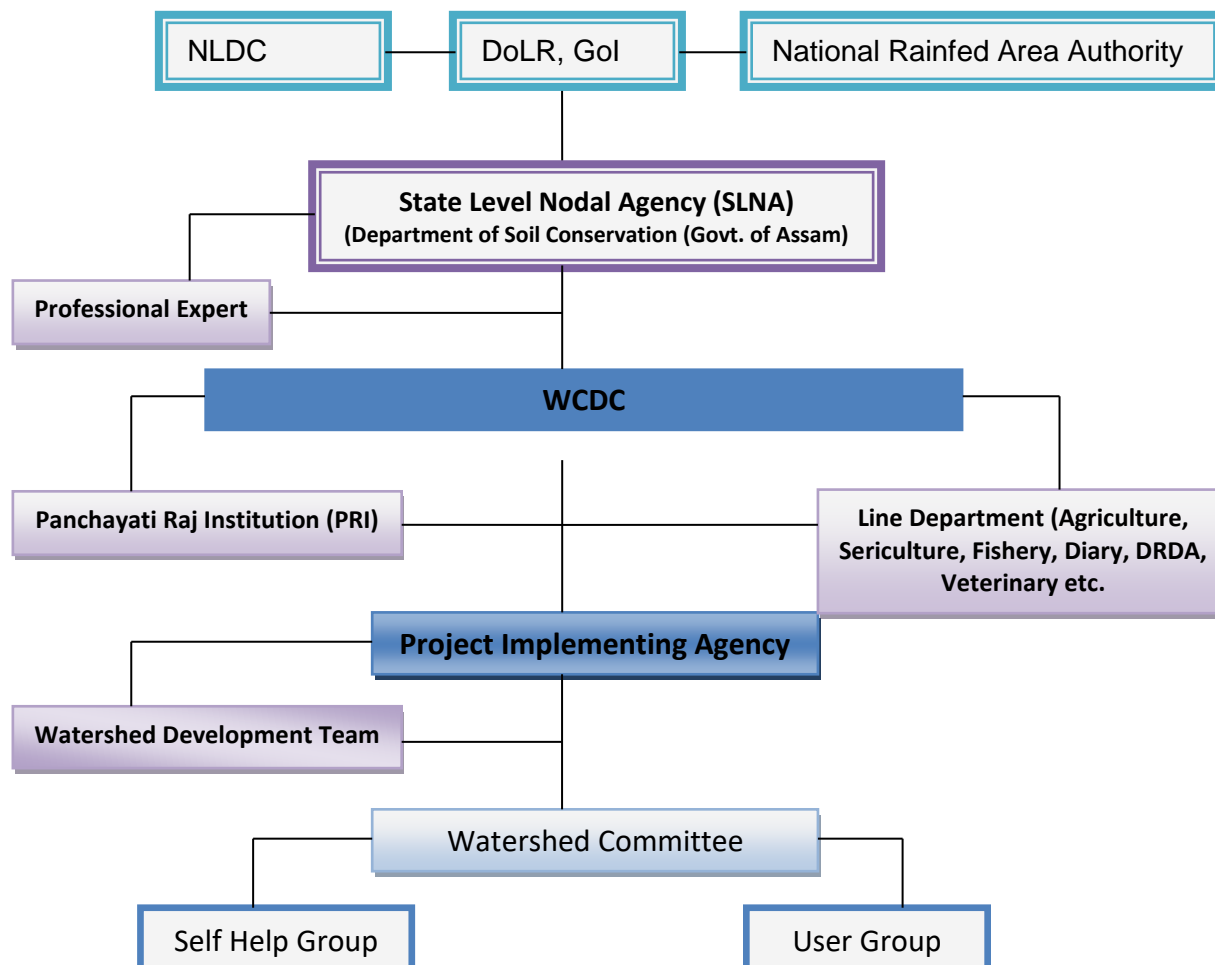 NLDC
DoLR, GoI
National Rainfed Area Authority
State Level Nodal Agency (SLNA)
(Department of Soil Conservation (Govt. of Assam)
Professional Expert
WCDC
Panchayati Raj Institution (PRI)
Line Department (Agriculture,
Sericulture, Fishery, Diary, DRDA,
Veterinary etc.
Project Implementing Agency
Watershed Development Team
Watershed Committee
Self Help Group
User Group